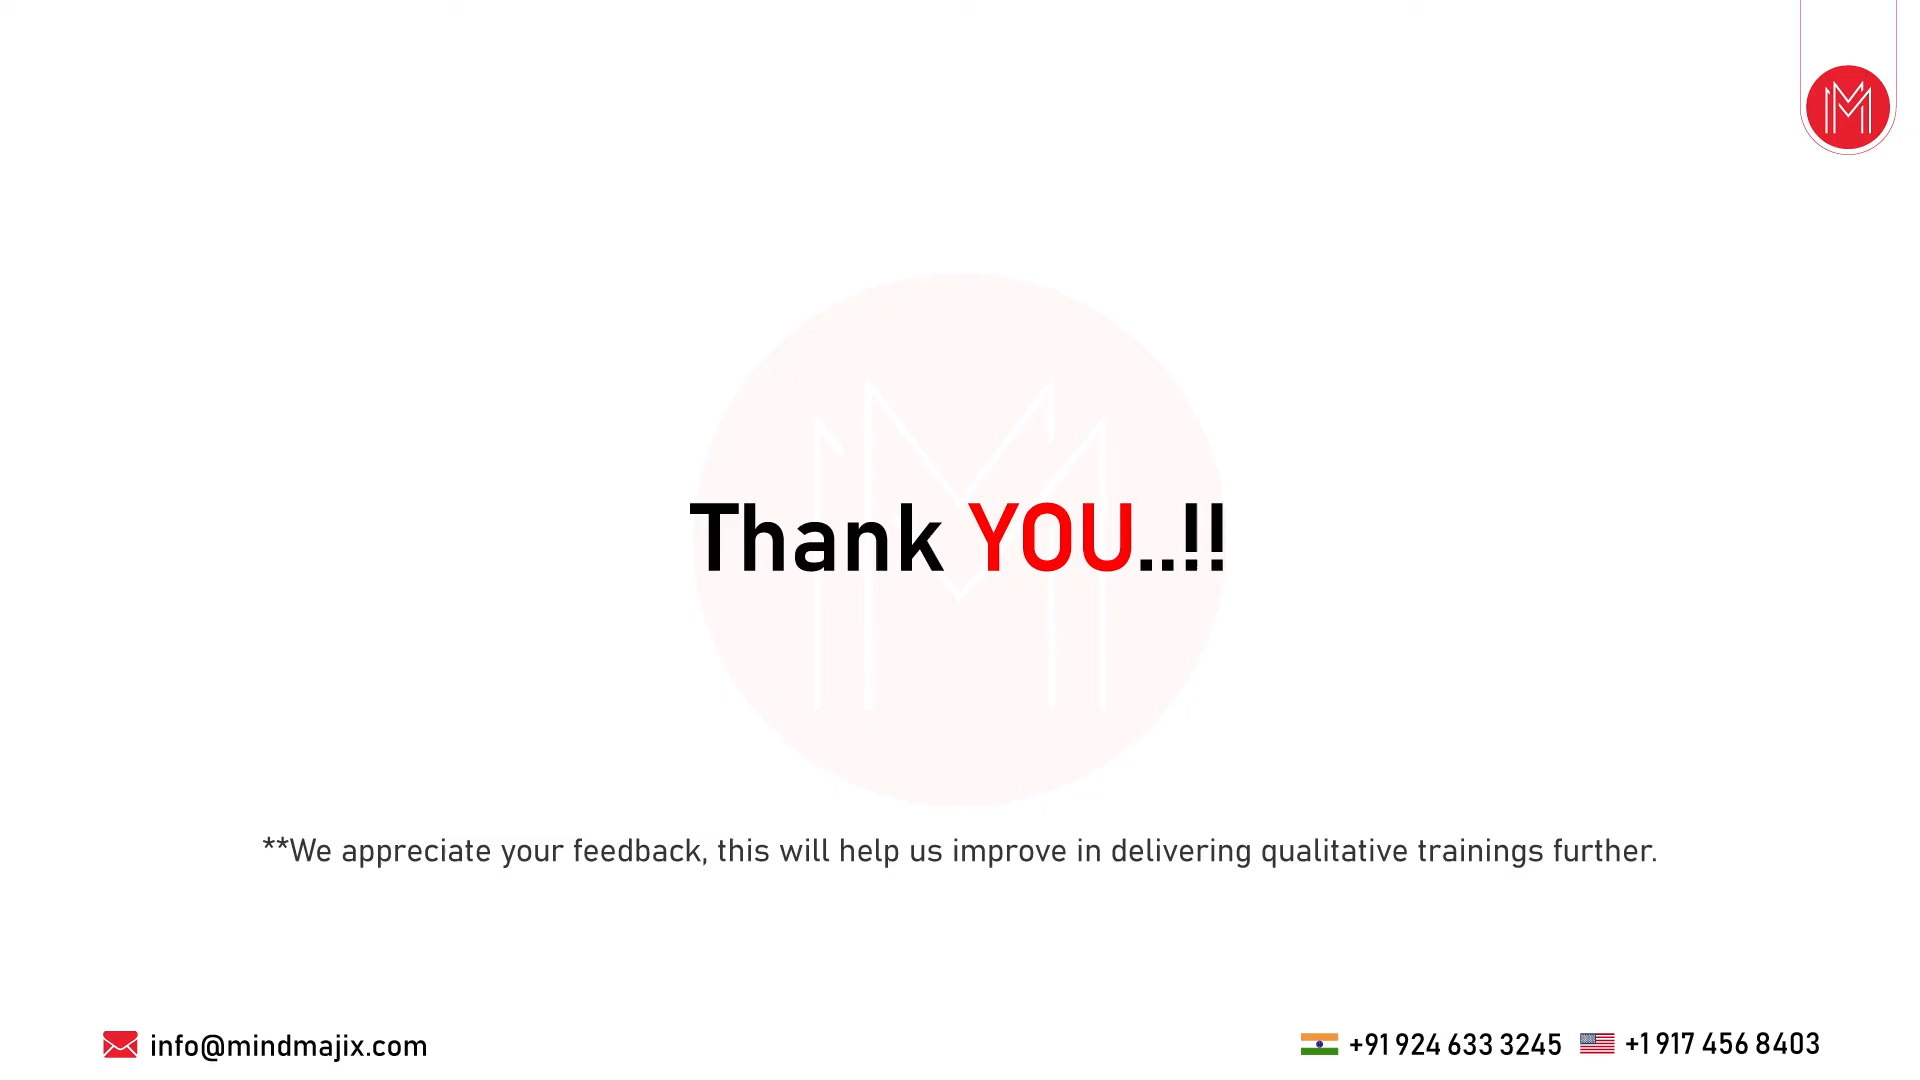 Thank YOU..!!
**We appreciate your feedback, this will help us improve in delivering qualitative trainings further.
info@mindmajix.com
+91 924 633 3245
+1 917 456 8403